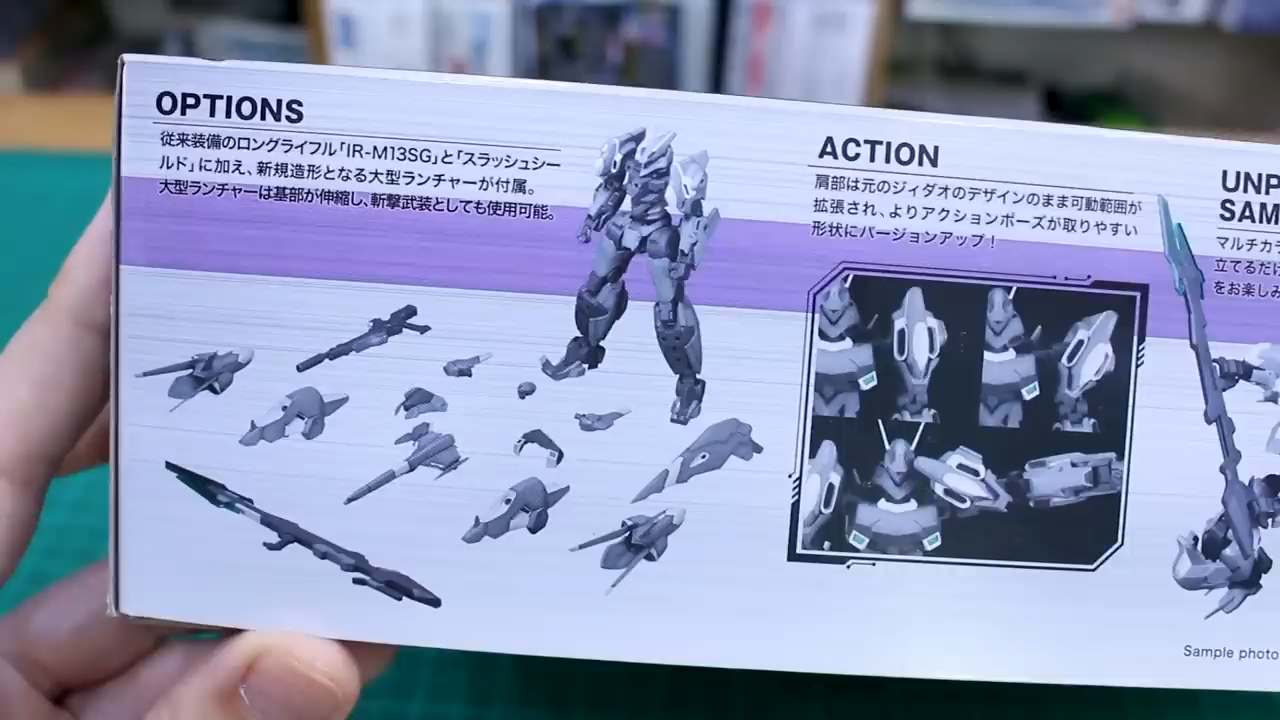 OPTIONS
従来装備のロングライフル「IR-M13SG」と「スラッシュシー
ルド」に加え、新規造形となる大型ランチャーが付属。
大型ランチャーは基部が伸縮し、斬撃武装としても使用可能。
ACTION
肩部は元のジィダオのデザインのまま可動範囲が
拡張され、よりアクションポーズが取りやすい
形状にバージョンアップ！
UNP
SAM
マルチカ
立てるだけ
をお楽しみ
Sample photo